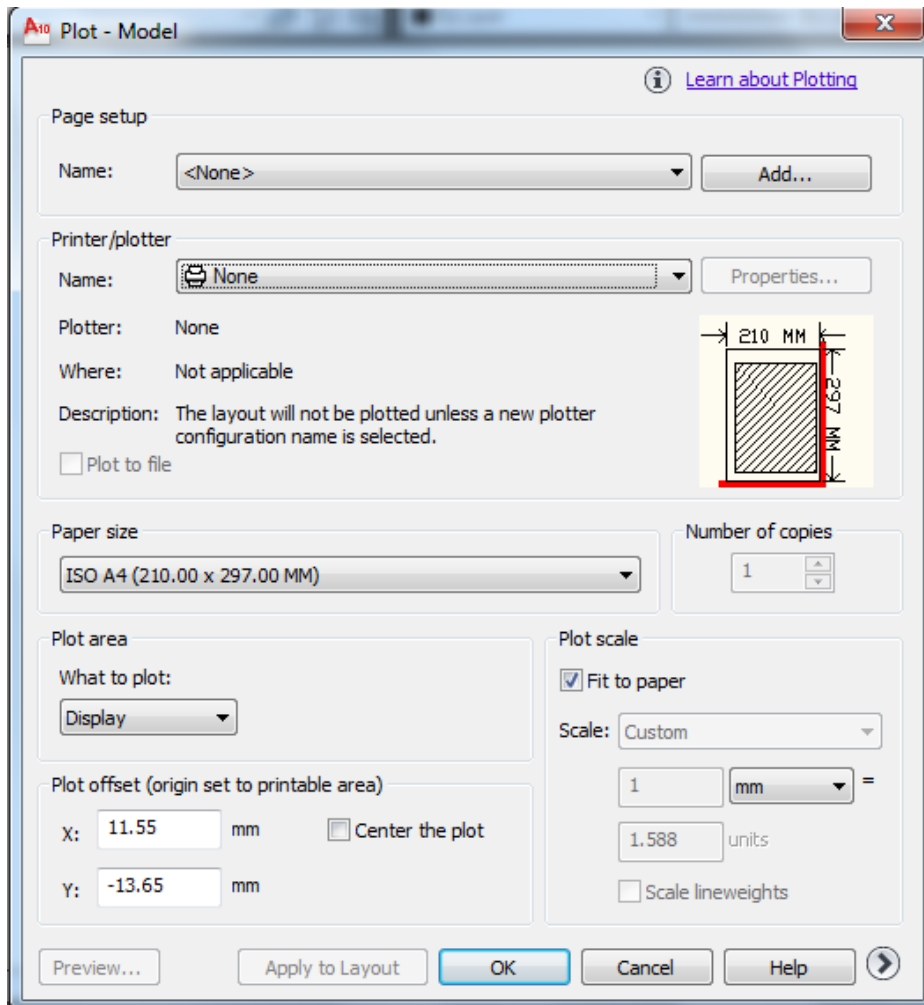 A10 Plot - Model
Learn about Plotting
Page setup
Name: <None> Add...
Printer/plotter
Name: None Properties...
Plotter: None
Where: Not applicable
Description: The layout will not be plotted unless a new plotter
configuration name is selected.
Plot to file
210 MM
297 MM
Paper size
ISO A4 (210.00 x 297.00 MM)
Number of copies
1
Plot area
What to plot:
Display
Plot scale
Fit to paper
Scale: Custom
1 mm =
1.588 units
Scale lineweights
Plot offset (origin set to printable area)
X: 11.55 mm Center the plot
Y: -13.65 mm
Preview... Apply to Layout OK Cancel Help